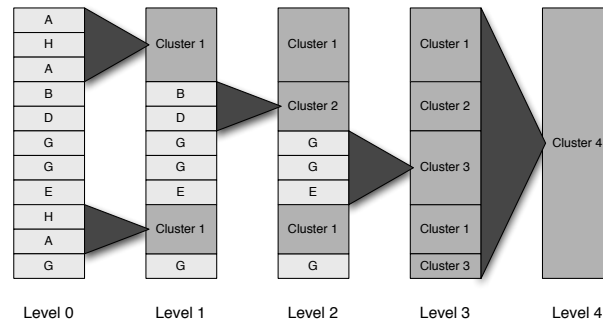 A
H
A
B
D
G
G
E
H
A
G
Level 0
Cluster 1
B
D
G
G
E
Cluster 1
G
Level 1
Cluster 1
Cluster 2
G
G
E
Cluster 1
G
Level 2
Cluster 1
Cluster 2
Cluster 3
Cluster 1
Cluster 3
Level 3
Cluster 4
Level 4